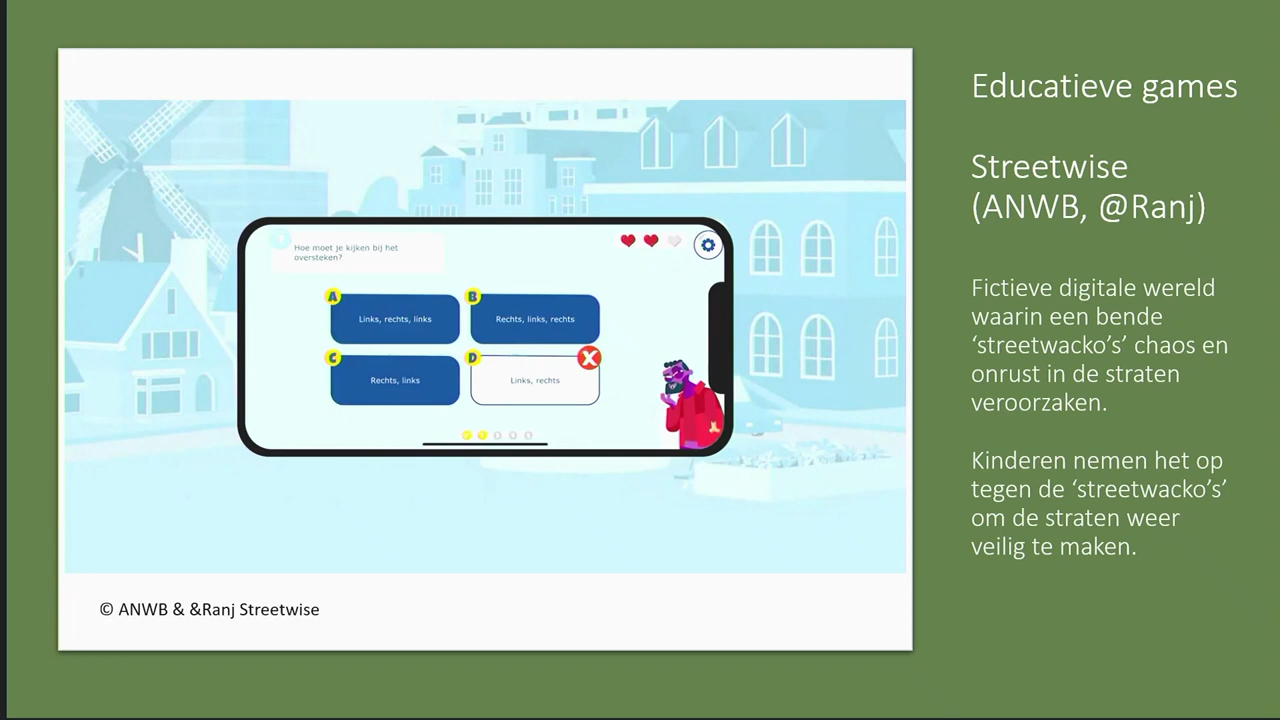 Educatieve games
Streetwise
(ANWB, @Ranj)
Fictieve digitale wereld
waarin een bende
‘streetwacko’s’ chaos en
onrust in de straten
veroorzaken.
Kinderen nemen het op
tegen de ‘streetwacko’s’
om de straten weer
veilig te maken.
Hoe moet je kijken bij het
oversteken?
A
Links, rechts, links
B
Rechts, links, rechts
C
Rechts, links
D
X
Links, rechts
© ANWB & &Ranj Streetwise